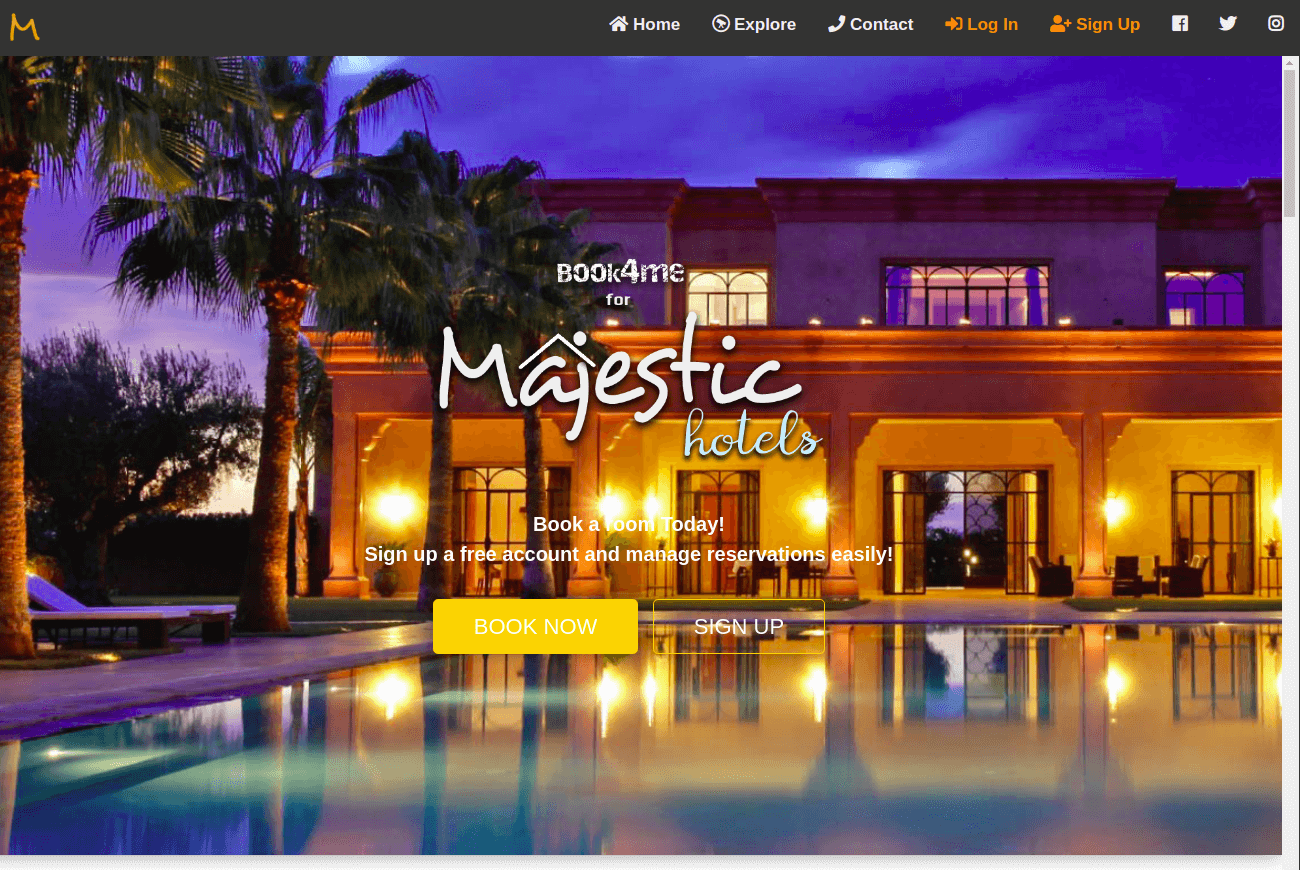 M
Home
Explore
Contact
Log In
Sign Up
Book4me
for
Majestic
hotels
Book a room Today!
Sign up a free account and manage reservations easily!
BOOK NOW
SIGN UP